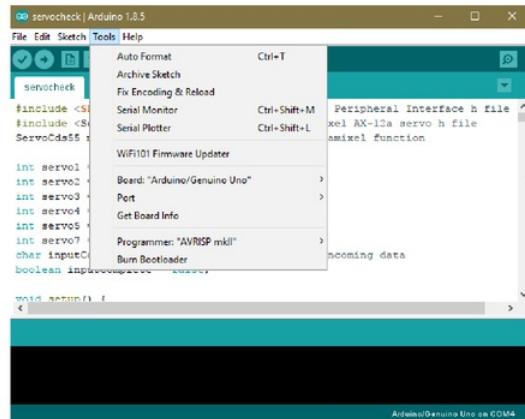 servocheck | Arduino 1.8.5
File Edit Sketch Tools Help
Auto Format Ctrl+T
Archive Sketch
Fix Encoding & Reload
Serial Monitor Ctrl+Shift+M
Serial Plotter Ctrl+Shift+L
WiFi101 Firmware Updater
Board: "Arduino/Genuino Uno"
Port
Get Board Info
Programmer: "AVRISP mkII"
Burn Bootloader
servocheck
#include <S Peripheral Interface h file
#include <Se xel AX-12a servo h file
ServoCds55 m amixel function
int servo1 =
int servo2 =
int servo3 =
int servo4 =
int servo5 =
int servo7 =
char inputC ncoming data
boolean inputComplete = false;
void setup() {
Arduino/Genuino Uno on COM4